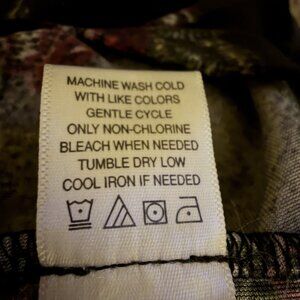 MACHINE WASH COLD
WITH LIKE COLORS
GENTLE CYCLE
ONLY NON-CHLORINE
BLEACH WHEN NEEDED
TUMBLE DRY LOW
COOL IRON IF NEEDED